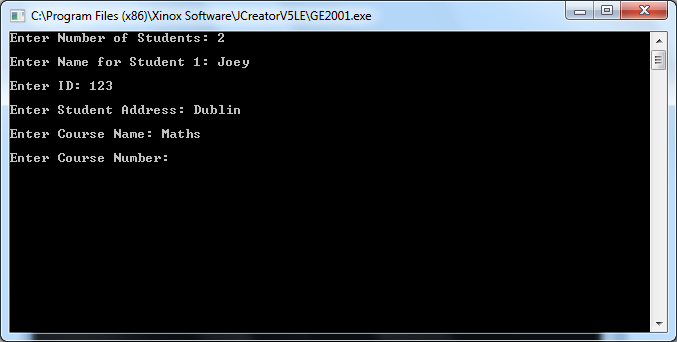 C:\Program Files (x86)\Xinox Software\JCreatorV5LE\GE2001.exe
Enter Number of Students: 2
Enter Name for Student 1: Joey
Enter ID: 123
Enter Student Address: Dublin
Enter Course Name: Maths
Enter Course Number: